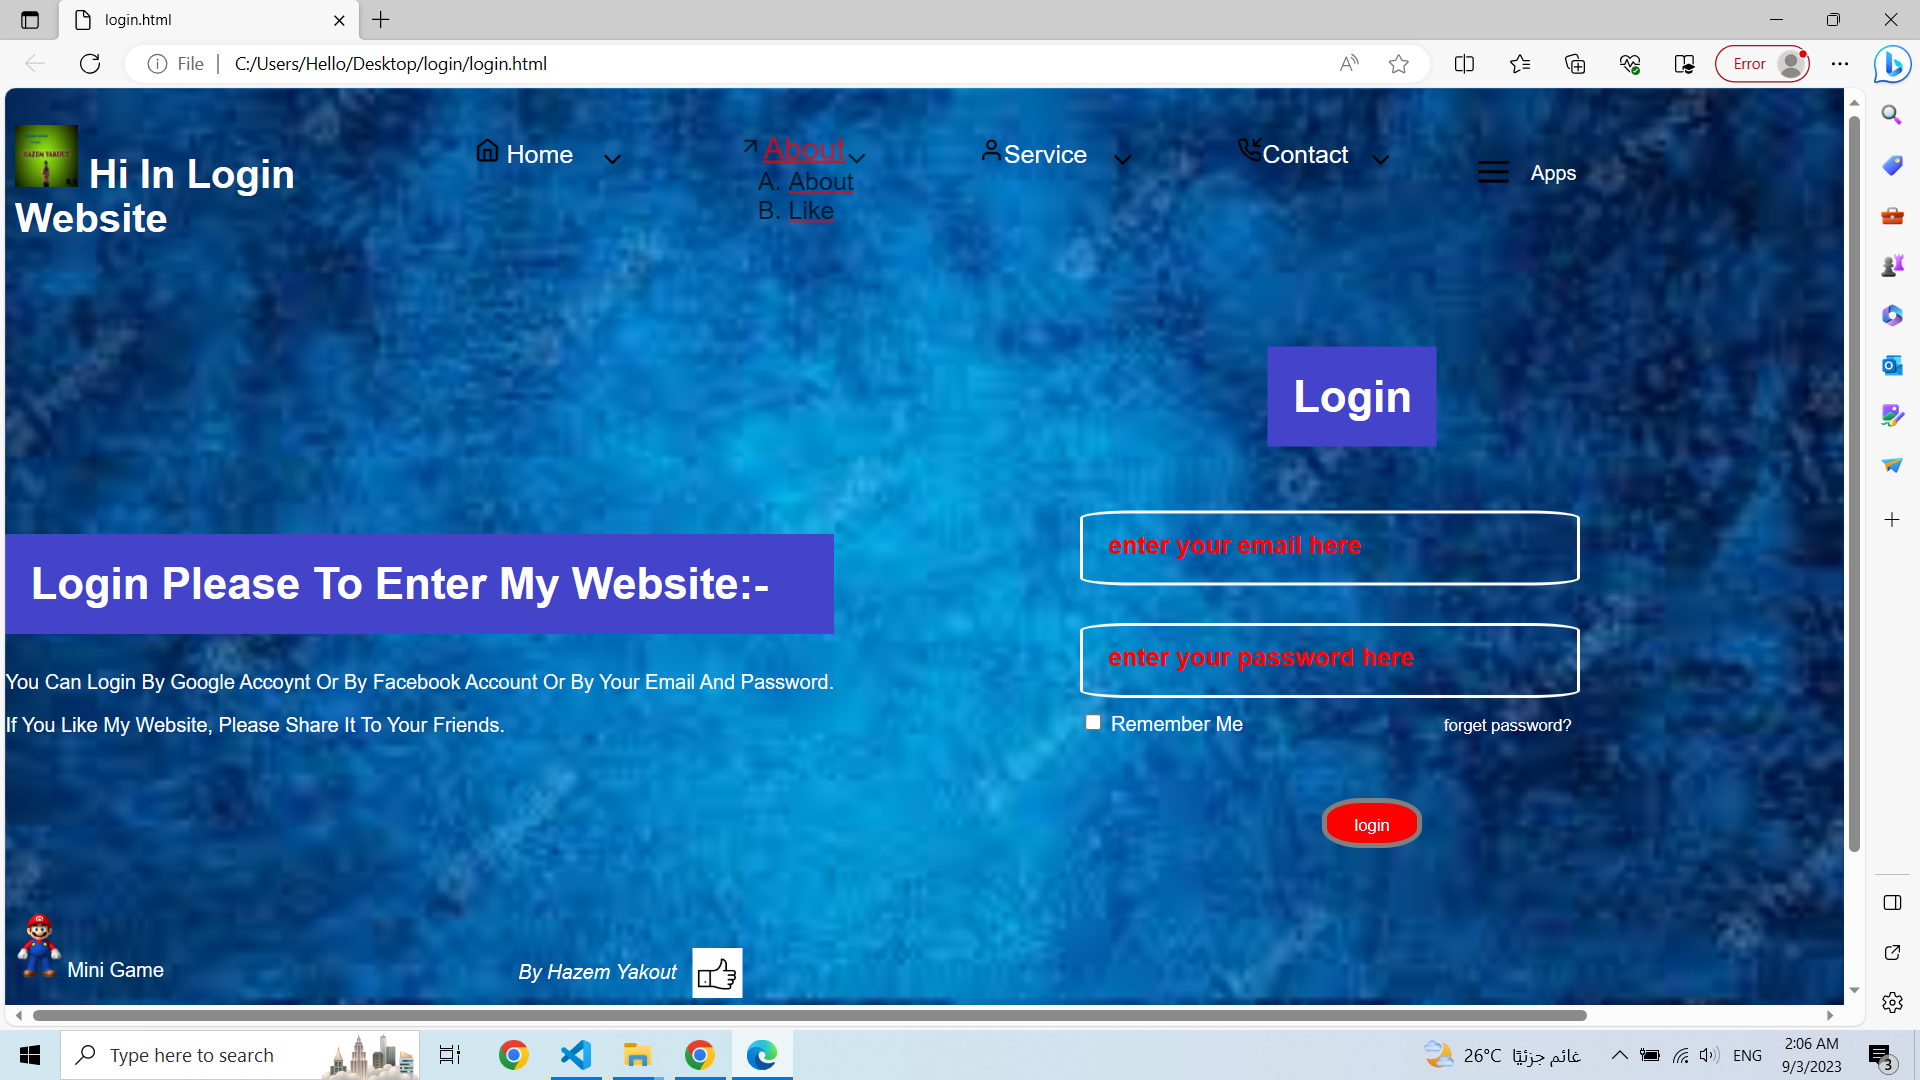 login.html
File
C:/Users/Hello/Desktop/login/login.html
Error
HAZEM YAKOUT
Hi In Login
Website
Home
About
A. About
B. Like
Service
Contact
Apps
Login
enter your email here
Login Please To Enter My Website:-
enter your password here
You Can Login By Google Accoynt Or By Facebook Account Or By Your Email And Password.
If You Like My Website, Please Share It To Your Friends.
Remember Me
forget password?
login
Mini Game
By Hazem Yakout
Type here to search
26°C غائم جزئيًا
ENG
2:06 AM
9/3/2023
3